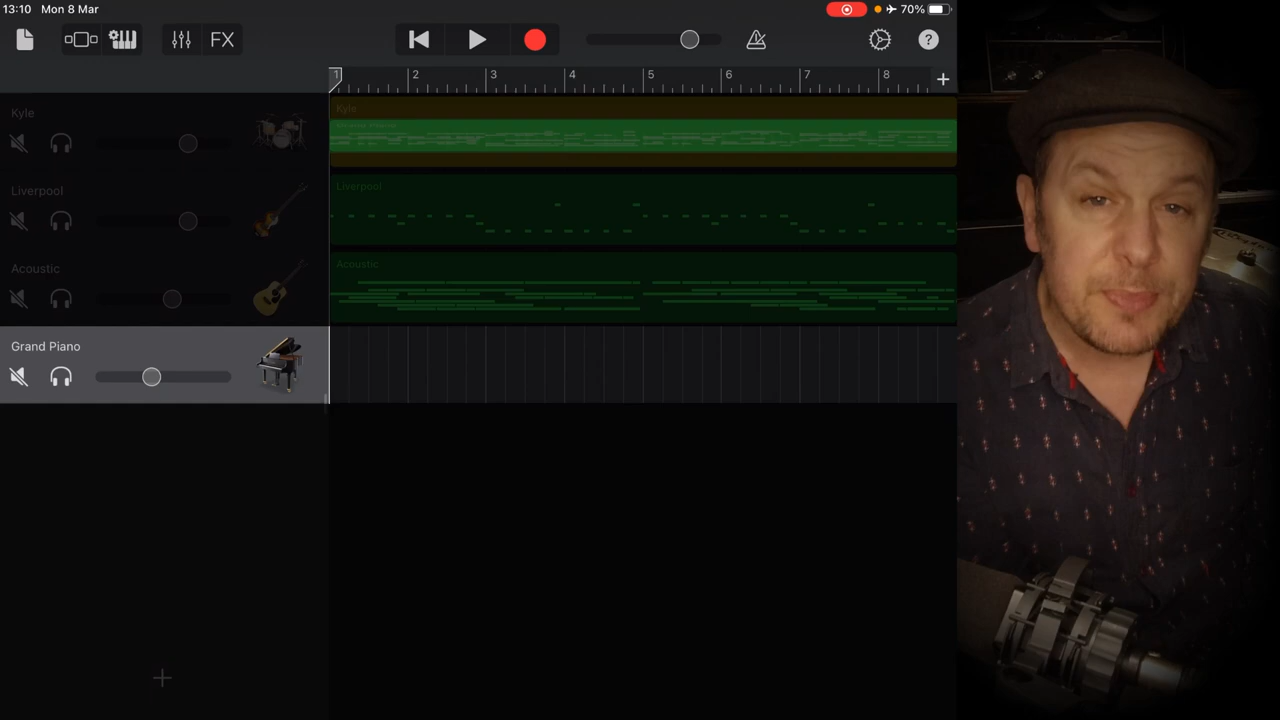 13:10 Mon 8 Mar
70%
FX
?
1 2 3 4 5 6 7 8
Kyle
Kyle
Liverpool
Liverpool
Acoustic
Acoustic
Grand Piano